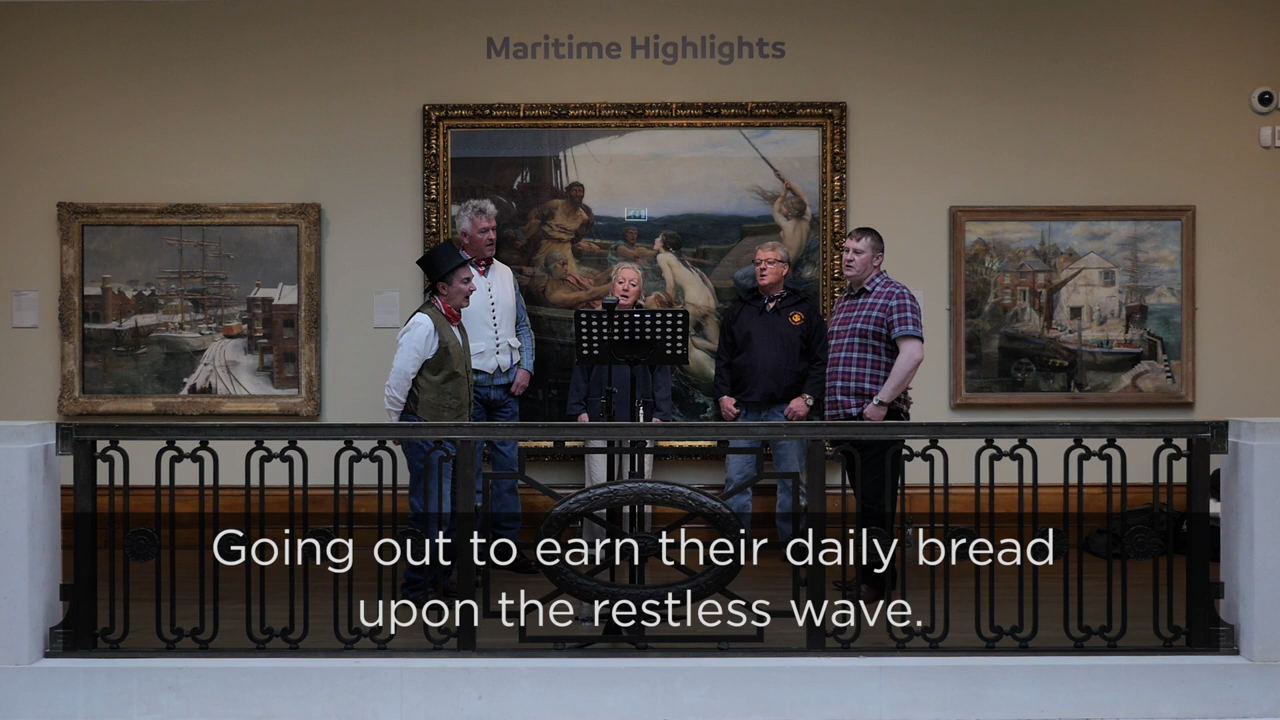 Maritime Highlights
Going out to earn their daily bread
upon the restless wave.